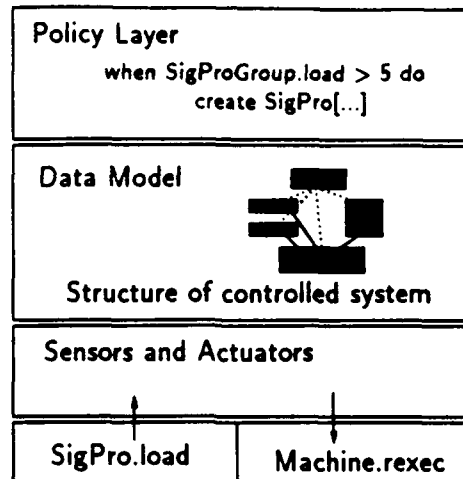 Policy Layer
when SigProGroup.load > 5 do
create SigPro[...]
Data Model
Structure of controlled system
Sensors and Actuators
SigPro.load
Machine.rexec